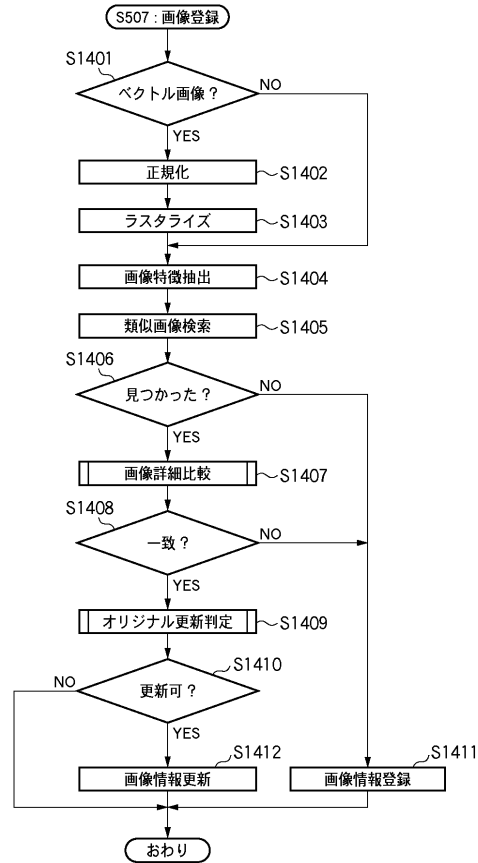 S507：画像登録
S1401
ベクトル画像？
NO
YES
正規化
S1402
ラスタライズ
S1403
画像特徴抽出
S1404
類似画像検索
S1405
S1406
見つかった？
NO
YES
画像詳細比較
S1407
S1408
一致？
NO
YES
オリジナル更新判定
S1409
S1410
更新可？
NO
YES
S1412
画像情報更新
S1411
画像情報登録
おわり